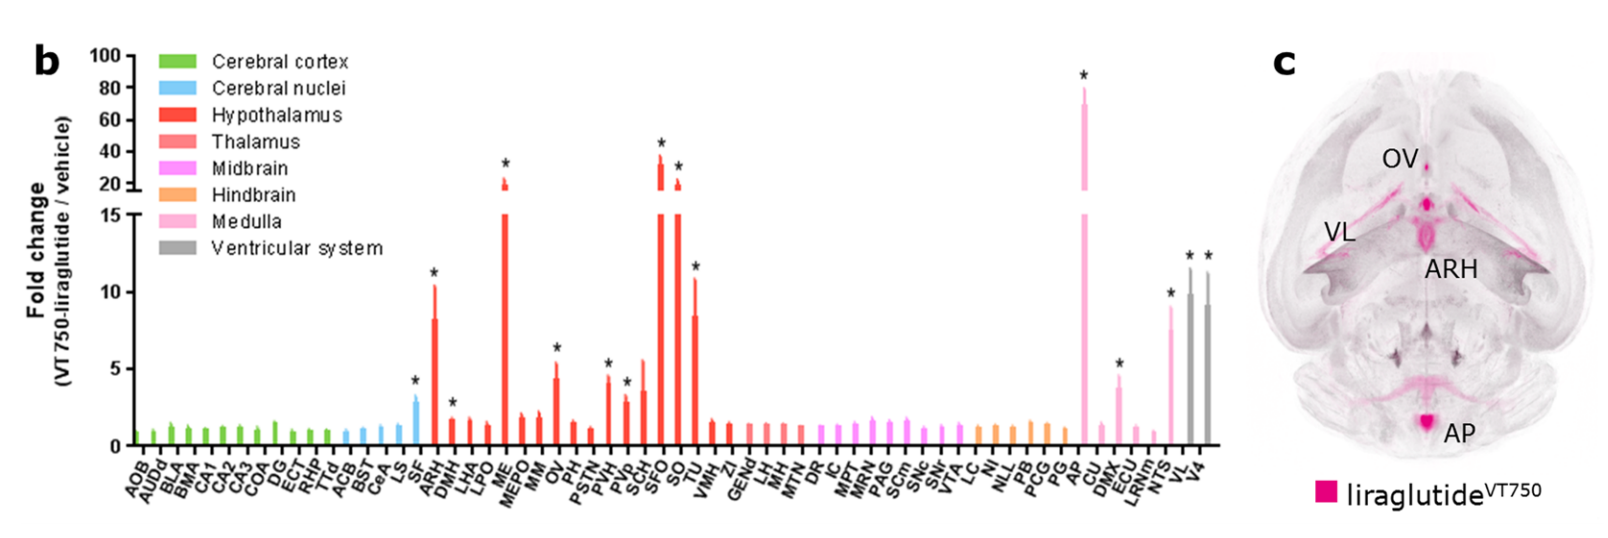 b
Fold change
(VT750-liraglutide / vehicle)
100
80
60
40
20
15
10
5
0
Cerebral cortex
Cerebral nuclei
Hypothalamus
Thalamus
Midbrain
Hindbrain
Medulla
Ventricular system
* * * * * * * * * * * * * * * *
AOB AUDd BLA BMA CA1 CA2 CA3 COA DG ECT RHP TTd ACB BST CeA LS SF ARH DMH LHA LPO ME MEPO MM OV PH PSTN PVH PVp SCH SFO SO TU VMH ZI GENd LH MH MTN DR IC MPT MRN PAG SCm SNc SNr VTA LC NI NLL PB PCG PG AP CU DMX ECU LRNm NTS VL V4
c
OV
VL
ARH
AP
liraglutideVT750